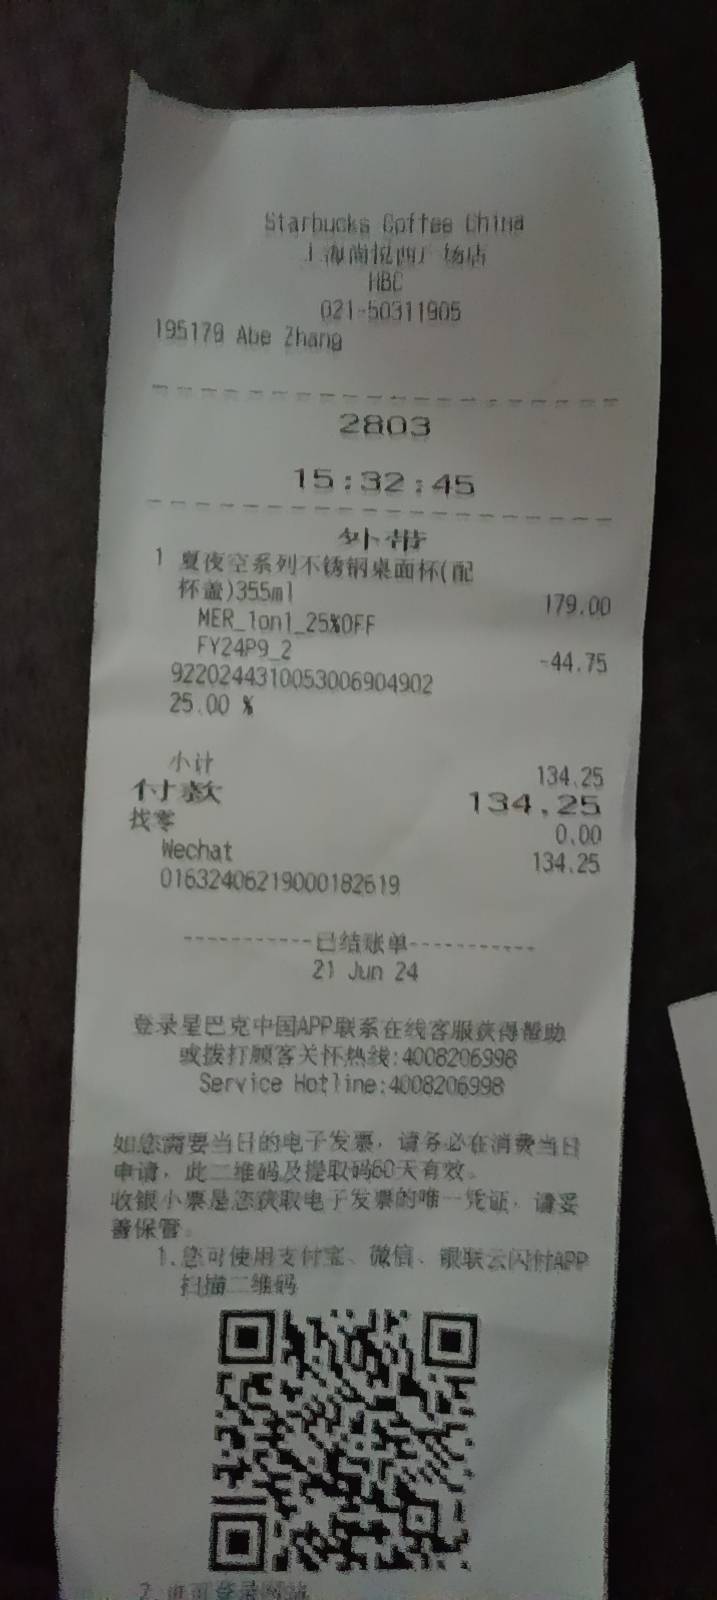 Starbucks Coffee China
上海尚悦西广场店
HBC
021-50311905
195179 Abe Zhang
2803
15:32:45
外带
1 夏夜空系列不锈钢桌面杯(配
杯盖)355ml 179.00
MER_1on1_25%OFF
FY24P9_2 -44.75
92202443100530069​04902
25.00 %
小计 134.25
付款 134.25
找零 0.00
Wechat 134.25
01632406219000182619
-----------已结账单-----------
21 Jun 24
登录星巴克中国APP联系在线客服获得帮助
或拨打顾客关怀热线:4008206998
Service Hotline:4008206998
如您需要当日的电子发票，请务必在消费当日
申请，此二维码及提取码60天有效。
收银小票是您获取电子发票的唯一凭证，请妥
善保管。
1.您可使用支付宝、微信、银联云闪付APP
扫描二维码
2.